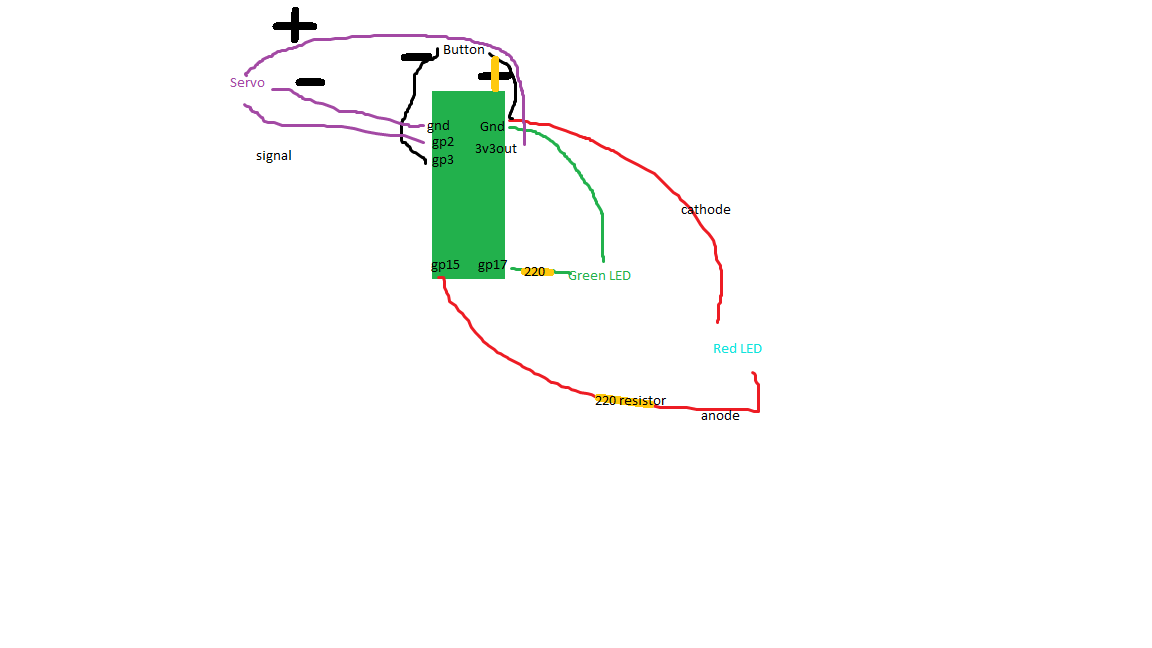 +
Button
-
+
Servo
-
gnd
Gnd
gp2
3v3out
signal
gp3
cathode
gp15
gp17
220
Green LED
Red LED
220 resistor
anode